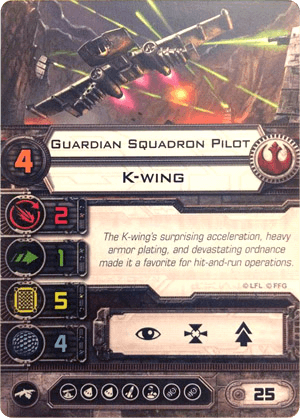 Guardian Squadron Pilot
4
K-wing
2
The K-wing's surprising acceleration, heavy
armor plating, and devastating ordnance
made it a favorite for hit-and-run operations.
1
© LFL © FFG
5
4
25